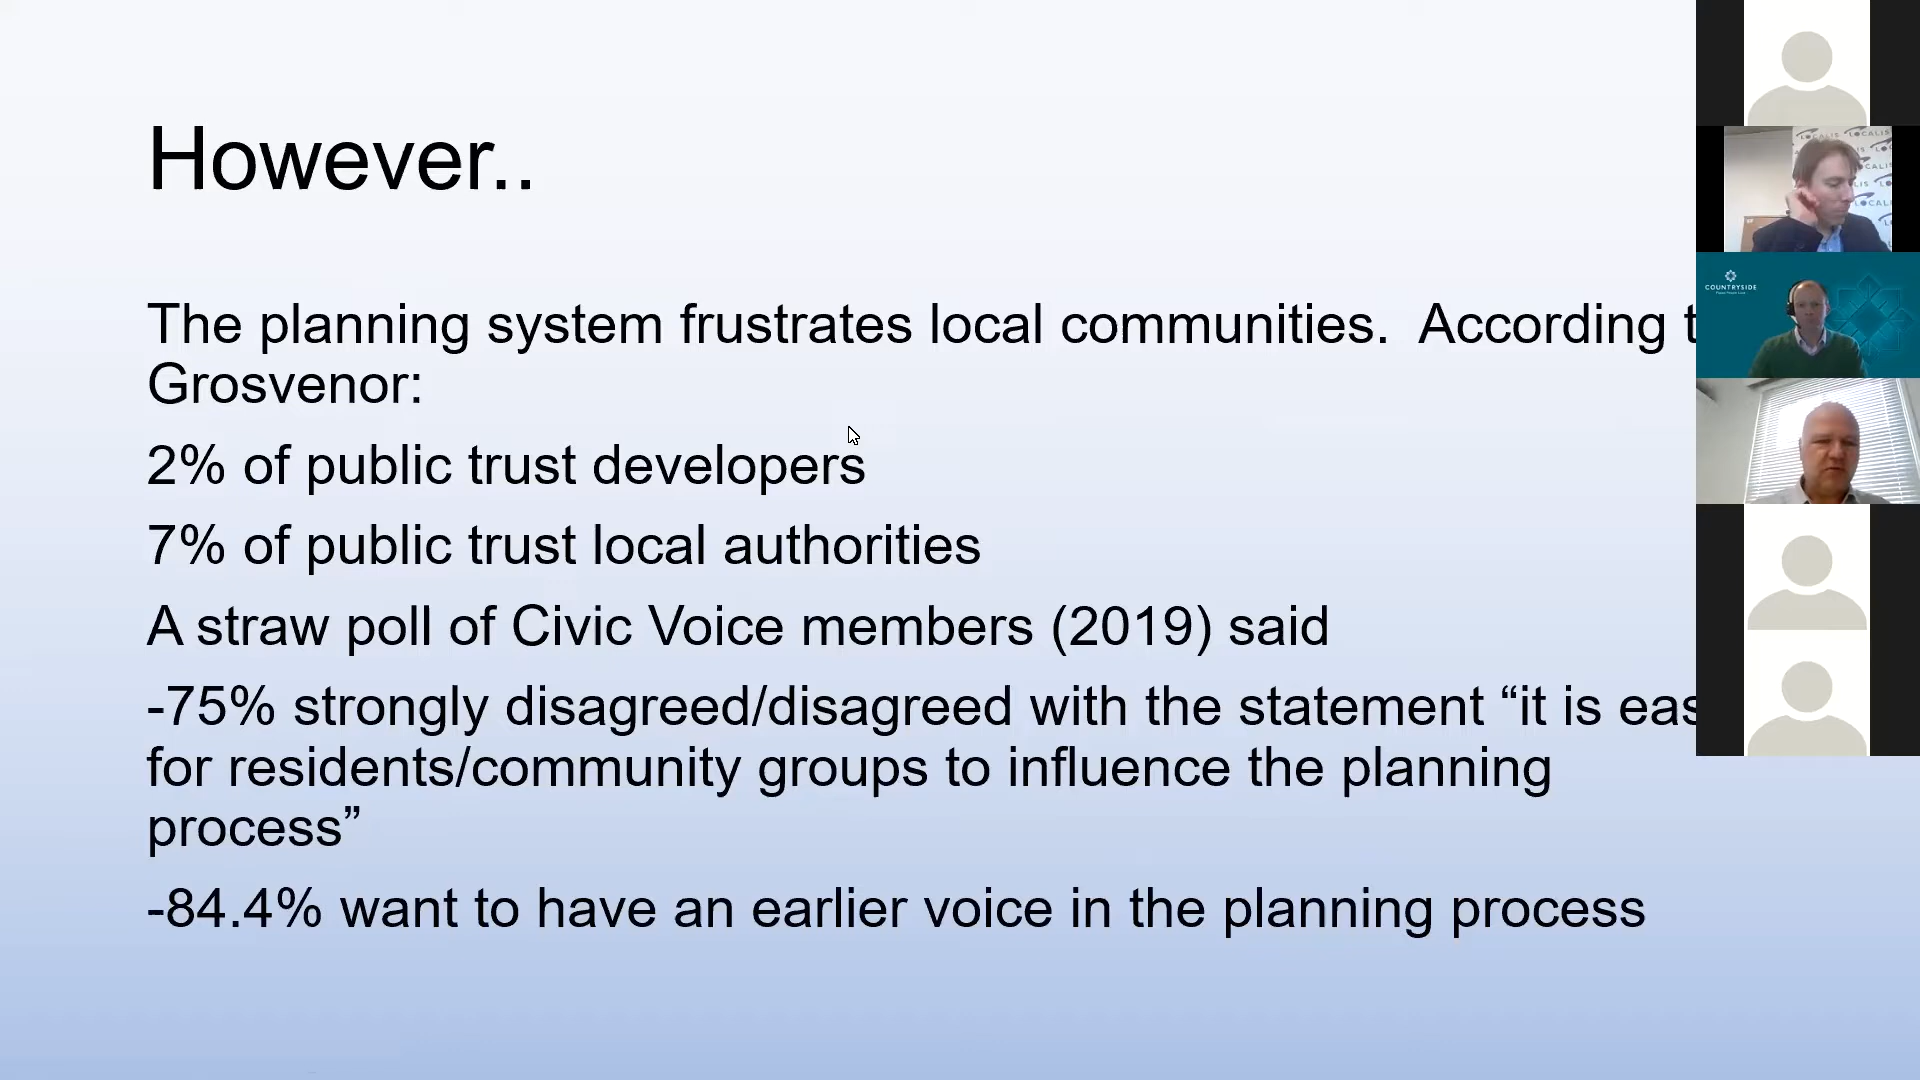 However..
The planning system frustrates local communities. According t
Grosvenor:
2% of public trust developers
7% of public trust local authorities
A straw poll of Civic Voice members (2019) said
-75% strongly disagreed/disagreed with the statement “it is eas
for residents/community groups to influence the planning
process”
-84.4% want to have an earlier voice in the planning process
LOCALIS
COUNTRYSIDE